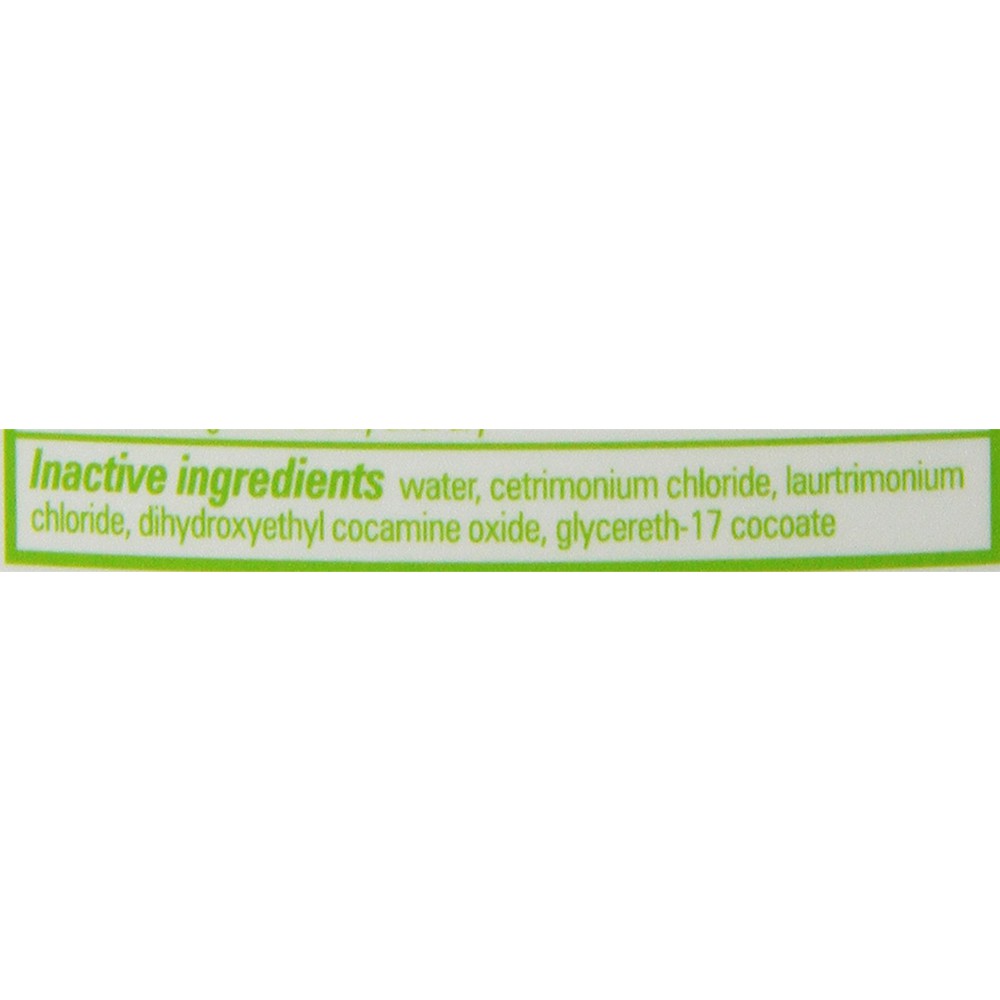 Inactive ingredients water, cetrimonium chloride, laurtrimonium
chloride, dihydroxyethyl cocamine oxide, glycereth-17 cocoate